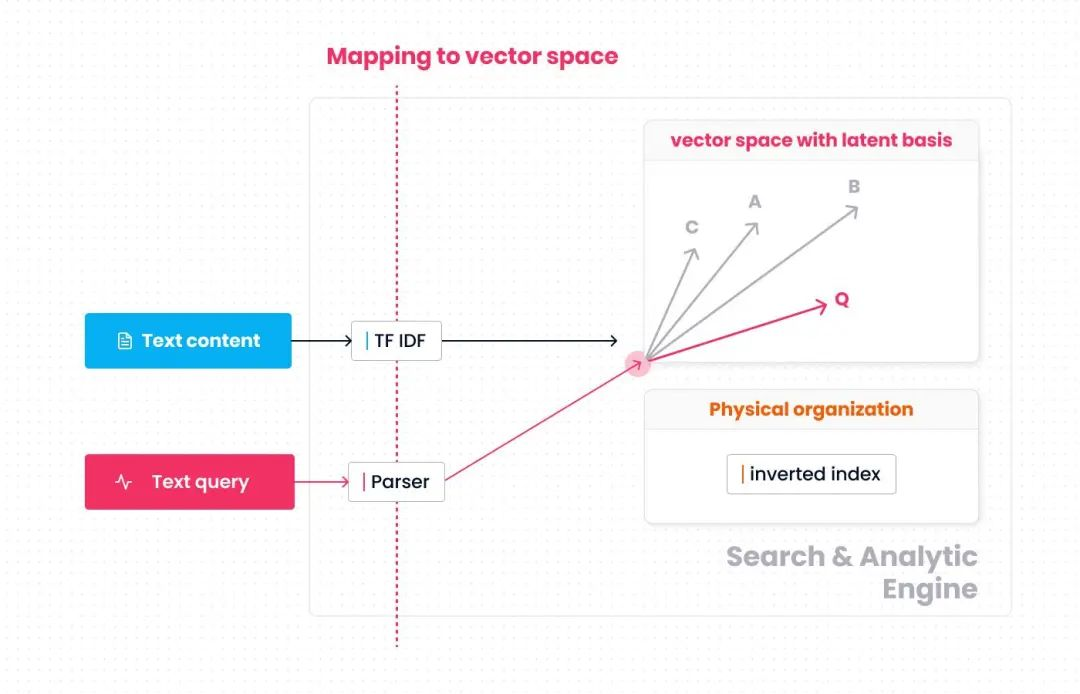 Mapping to vector space
vector space with latent basis
B
A
C
Q
Text content
TF IDF
Physical organization
Text query
Parser
inverted index
Search & Analytic
Engine